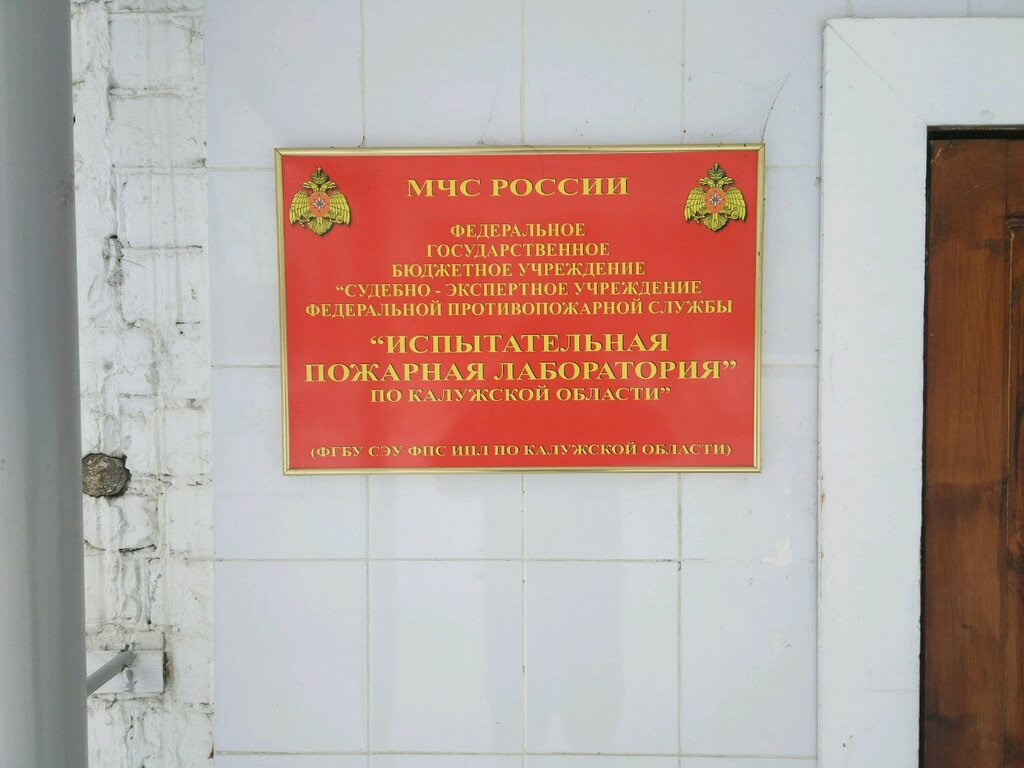 МЧС РОССИИ
ФЕДЕРАЛЬНОЕ
ГОСУДАРСТВЕННОЕ
БЮДЖЕТНОЕ УЧРЕЖДЕНИЕ
“СУДЕБНО - ЭКСПЕРТНОЕ УЧРЕЖДЕНИЕ
ФЕДЕРАЛЬНОЙ ПРОТИВОПОЖАРНОЙ СЛУЖБЫ
“ИСПЫТАТЕЛЬНАЯ
ПОЖАРНАЯ ЛАБОРАТОРИЯ”
ПО КАЛУЖСКОЙ ОБЛАСТИ”
(ФГБУ СЭУ ФПС ИПЛ ПО КАЛУЖСКОЙ ОБЛАСТИ)